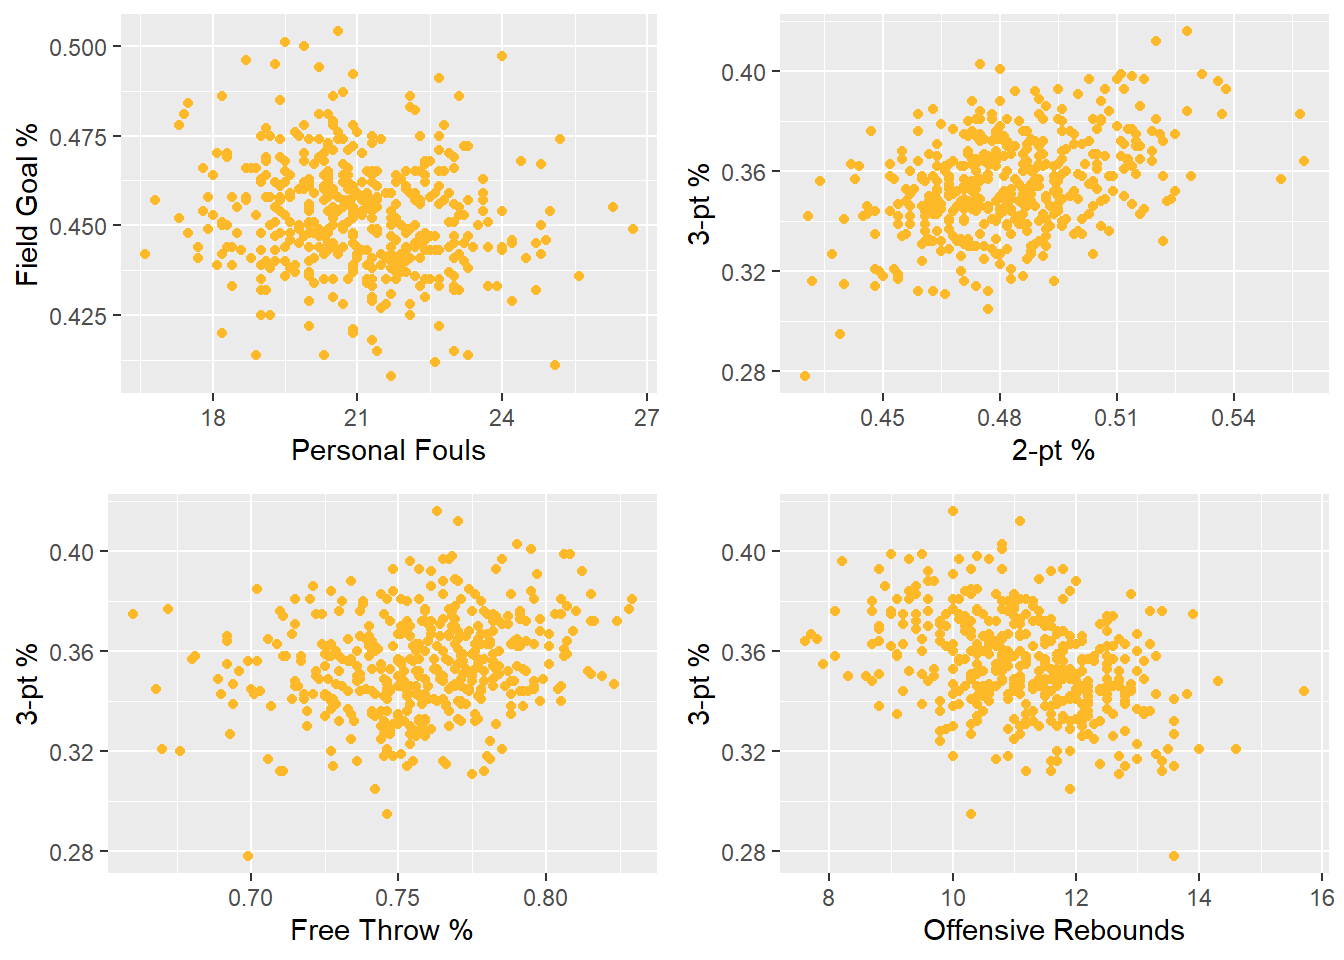 0.500
0.475
0.450
0.425
Field Goal %
18 21 24 27
Personal Fouls
0.40
0.36
0.32
0.28
3-pt %
0.45 0.48 0.51 0.54
2-pt %
0.40
0.36
0.32
0.28
3-pt %
0.70 0.75 0.80
Free Throw %
0.40
0.36
0.32
0.28
3-pt %
8 10 12 14 16
Offensive Rebounds